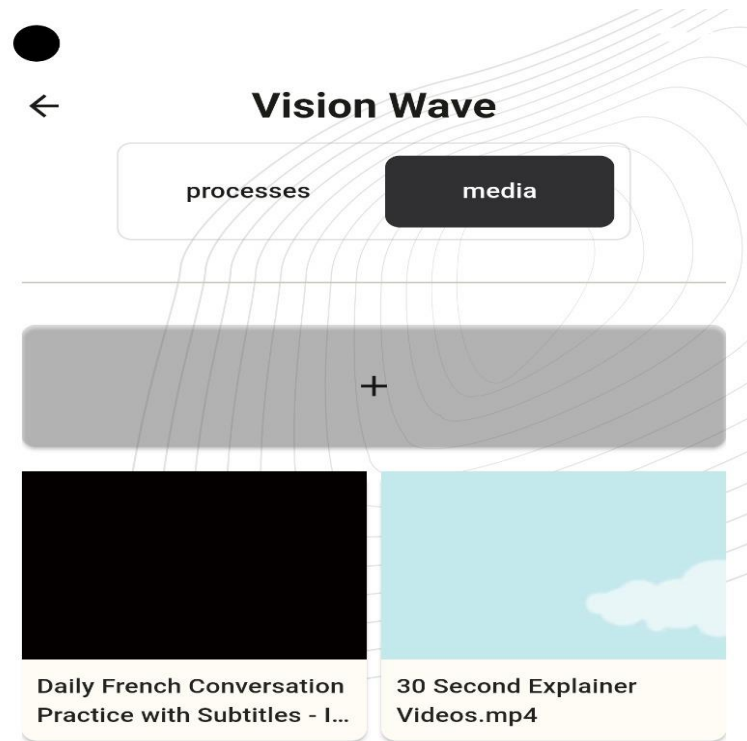 Vision Wave
processes
media
+
Daily French Conversation
Practice with Subtitles - I...
30 Second Explainer
Videos.mp4